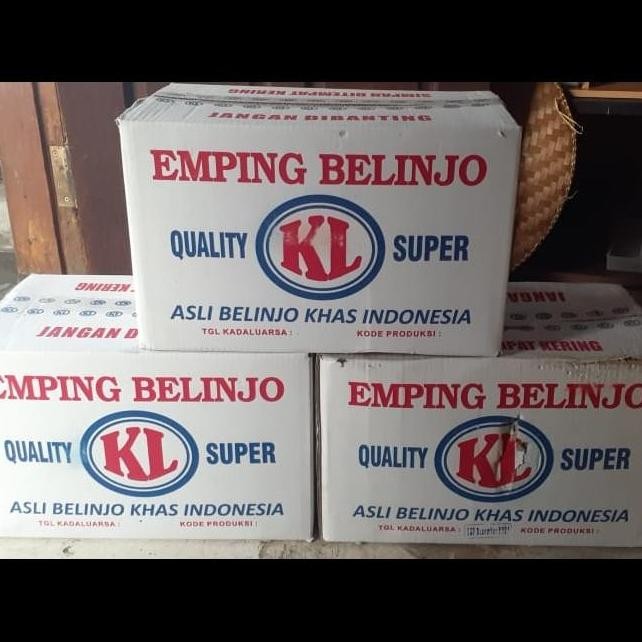 SIMPAN DITEMPAT KERING
JANGAN DIBANTING
EMPING BELINJO
QUALITY KL SUPER
ASLI BELINJO KHAS INDONESIA
TGL KADALUARSA : KODE PRODUKSI :
KERING
JANGAN D
EMPING BELINJO
QUALITY KL SUPER
ASLI BELINJO KHAS INDONESIA
TGL KADALUARSA : KODE PRODUKSI :
JANGAN
PAT KERING
EMPING BELINJO
QUALITY KL SUPER
ASLI BELINJO KHAS INDONESIA
TGL KADALUARSA : KODE PRODUKSI :